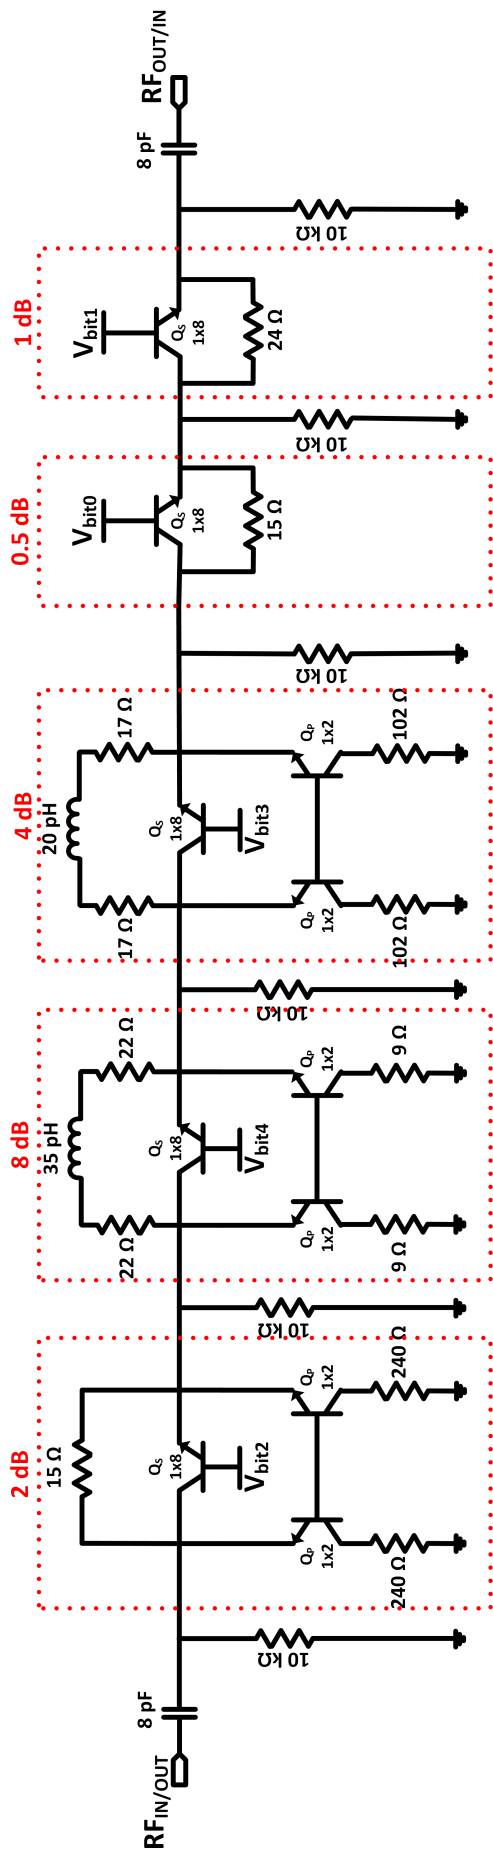 RF_IN/OUT
8 pF
10 kΩ
2 dB
15 Ω
Q_S
1x8
V_bit2
Q_P
1x2
Q_P
1x2
240 Ω
240 Ω
10 kΩ
8 dB
35 pH
22 Ω
22 Ω
Q_S
1x8
V_bit4
Q_P
1x2
Q_P
1x2
9 Ω
9 Ω
10 kΩ
4 dB
20 pH
17 Ω
17 Ω
Q_S
1x8
V_bit3
Q_P
1x2
Q_P
1x2
102 Ω
102 Ω
10 kΩ
0.5 dB
V_bit0
Q_S
1x8
15 Ω
10 kΩ
1 dB
V_bit1
Q_S
1x8
24 Ω
10 kΩ
8 pF
RF_OUT/IN